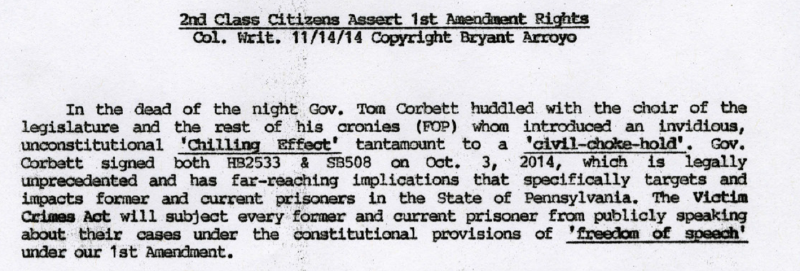 2nd Class Citizens Assert 1st Amendment Rights
Col. Writ. 11/14/14 Copyright Bryant Arroyo
In the dead of the night Gov. Tom Corbett huddled with the choir of the
legislature and the rest of his cronies (FOP) whom introduced an invidious,
unconstitutional 'Chilling Effect' tantamount to a 'civil-choke-hold'. Gov.
Corbett signed both HB2533 & SB508 on Oct. 3, 2014, which is legally
unprecedented and has far-reaching implications that specifically targets and
impacts former and current prisoners in the State of Pennsylvania. The Victim
Crimes Act will subject every former and current prisoner from publicly speaking
about their cases under the constitutional provisions of 'freedom of speech'
under our 1st Amendment.